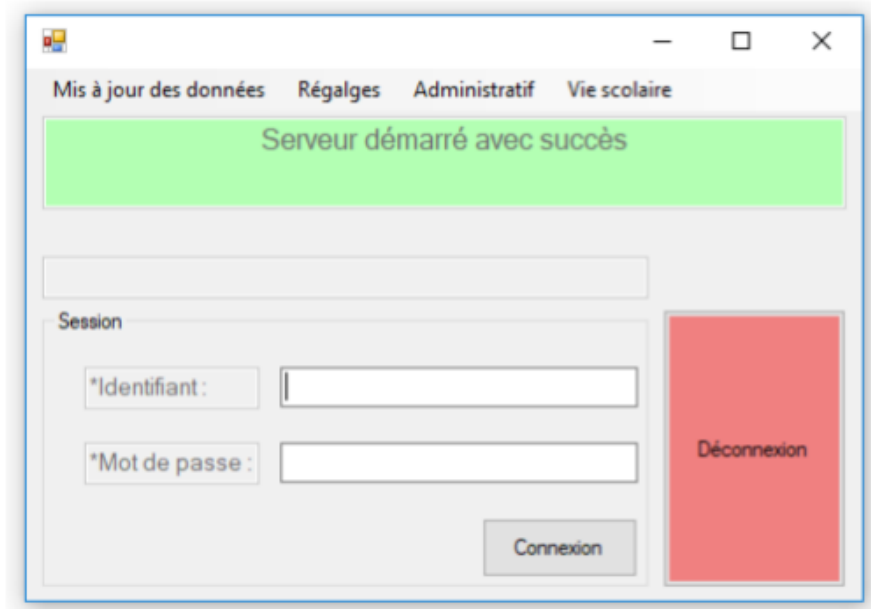 Mis à jour des données Régalges Administratif Vie scolaire
Serveur démarré avec succès
Session
*Identifiant :
*Mot de passe :
Déconnexion
Connexion